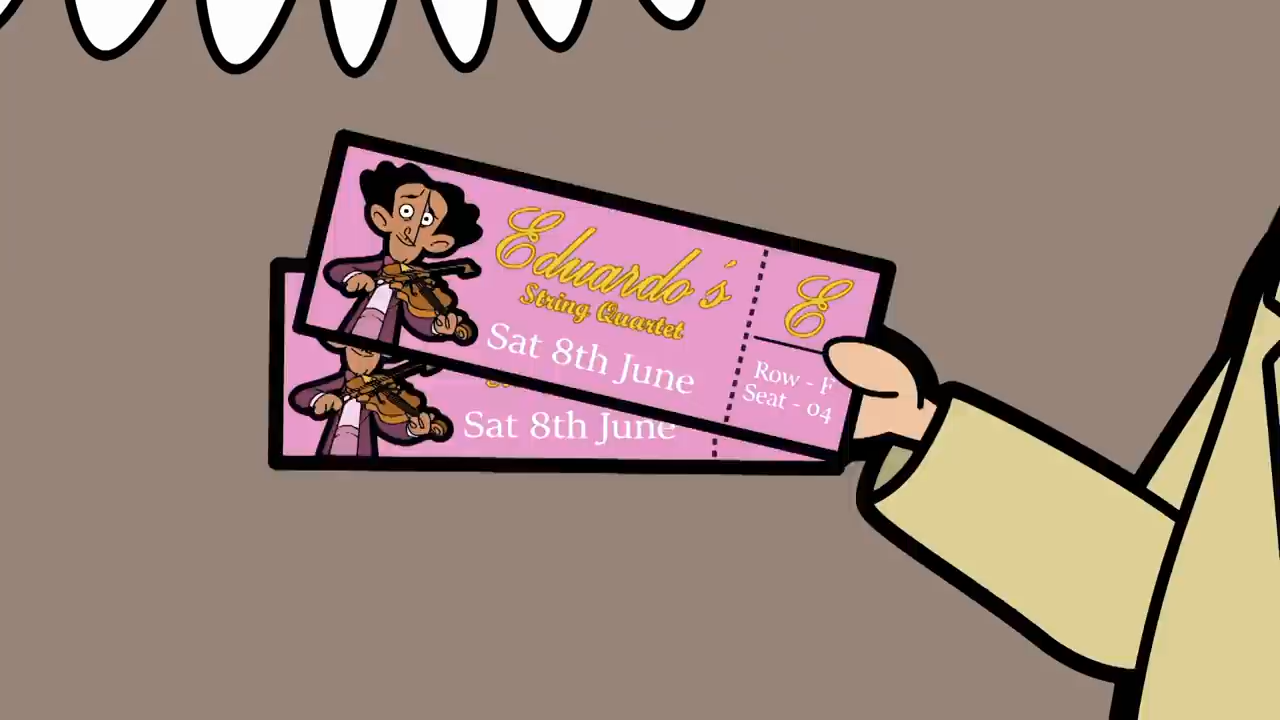 Eduardo's
String Quartet
Sat 8th June
E
Row - F
Seat - 04
Sat 8th June